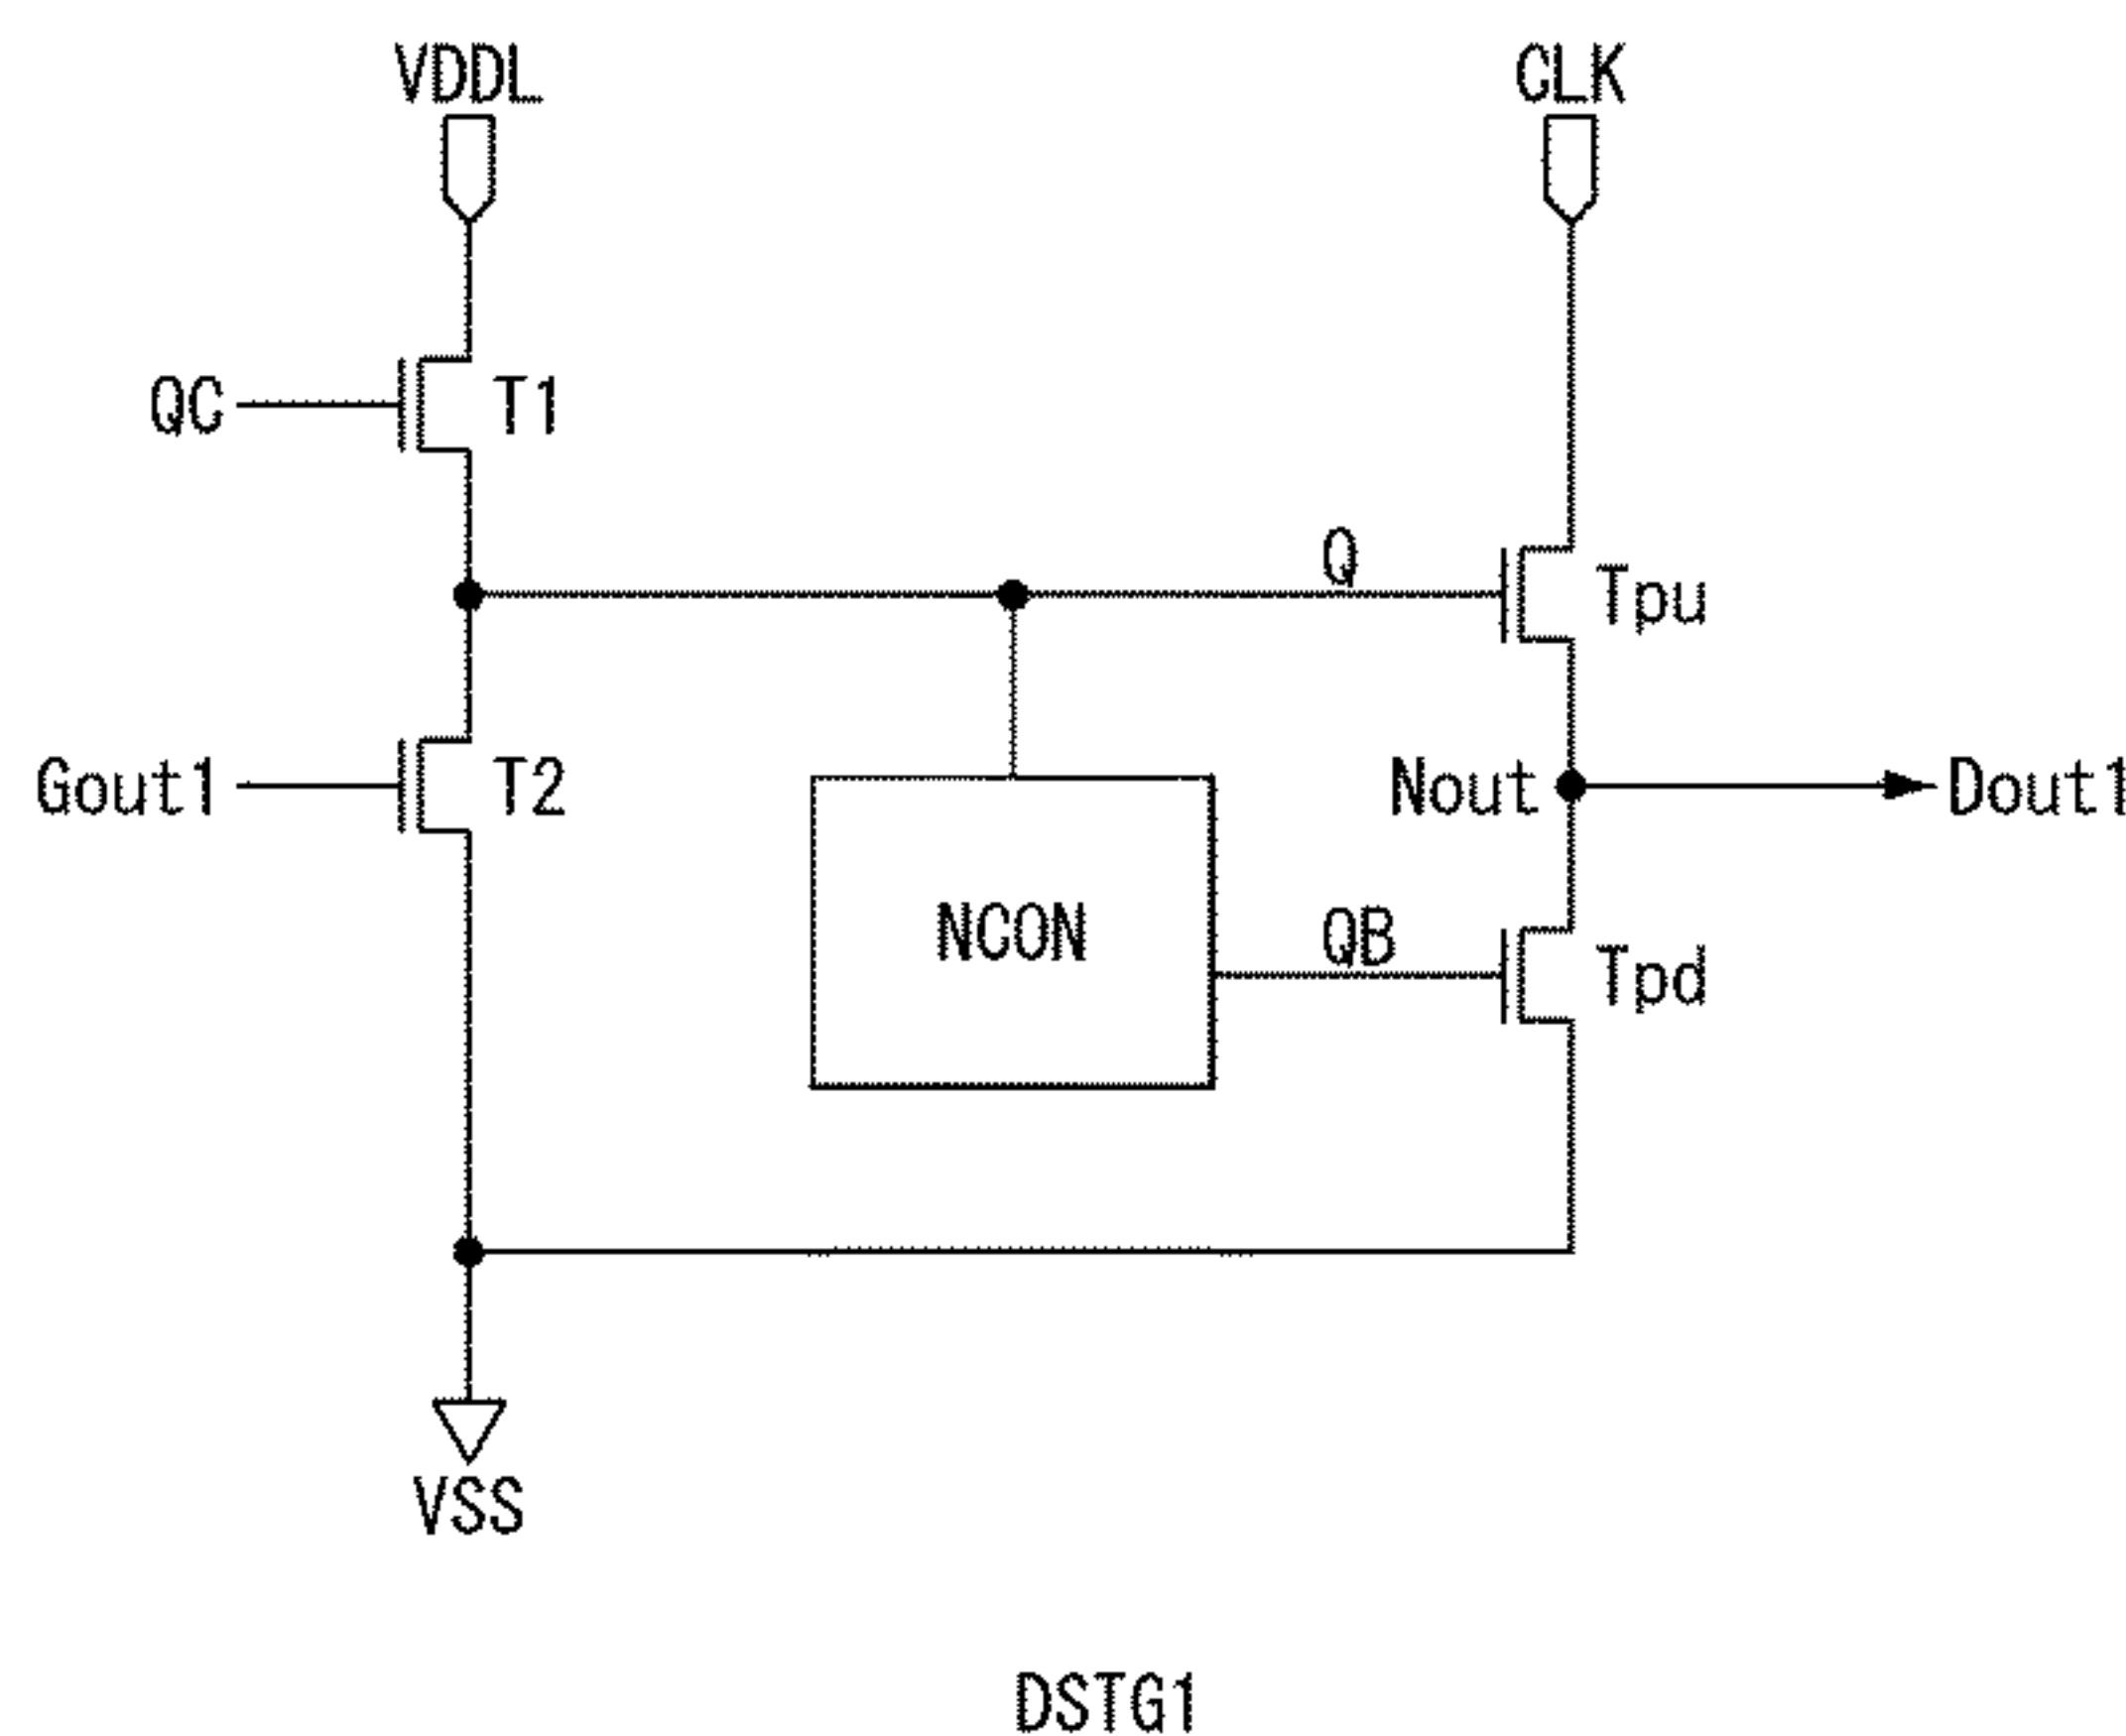 VDDL
CLK
QC
T1
Q
Tpu
Gout1
T2
Nout
Dout1
NCON
QB
Tpd
VSS
DSTG1